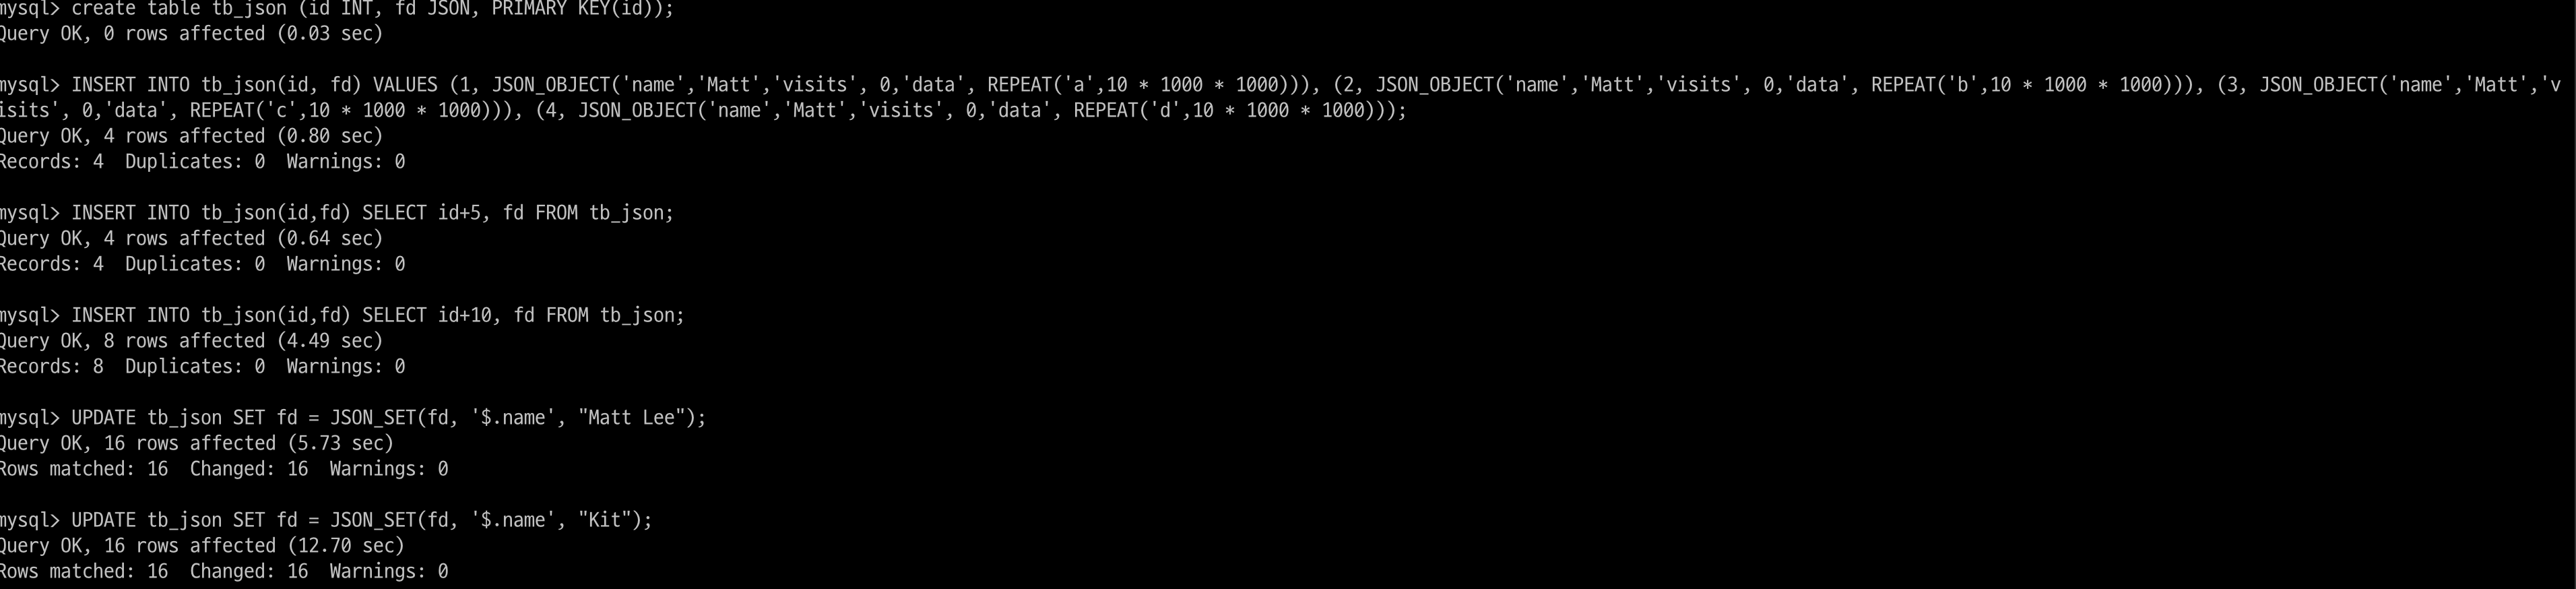 mysql> create table tb_json (id INT, fd JSON, PRIMARY KEY(id));
Query OK, 0 rows affected (0.03 sec)
mysql> INSERT INTO tb_json(id, fd) VALUES (1, JSON_OBJECT('name','Matt','visits', 0,'data', REPEAT('a',10 * 1000 * 1000))), (2, JSON_OBJECT('name','Matt','visits', 0,'data', REPEAT('b',10 * 1000 * 1000))), (3, JSON_OBJECT('name','Matt','v
isits', 0,'data', REPEAT('c',10 * 1000 * 1000))), (4, JSON_OBJECT('name','Matt','visits', 0,'data', REPEAT('d',10 * 1000 * 1000)));
Query OK, 4 rows affected (0.80 sec)
Records: 4  Duplicates: 0  Warnings: 0
mysql> INSERT INTO tb_json(id,fd) SELECT id+5, fd FROM tb_json;
Query OK, 4 rows affected (0.64 sec)
Records: 4  Duplicates: 0  Warnings: 0
mysql> INSERT INTO tb_json(id,fd) SELECT id+10, fd FROM tb_json;
Query OK, 8 rows affected (4.49 sec)
Records: 8  Duplicates: 0  Warnings: 0
mysql> UPDATE tb_json SET fd = JSON_SET(fd, '$.name', "Matt Lee");
Query OK, 16 rows affected (5.73 sec)
Rows matched: 16  Changed: 16  Warnings: 0
mysql> UPDATE tb_json SET fd = JSON_SET(fd, '$.name', "Kit");
Query OK, 16 rows affected (12.70 sec)
Rows matched: 16  Changed: 16  Warnings: 0